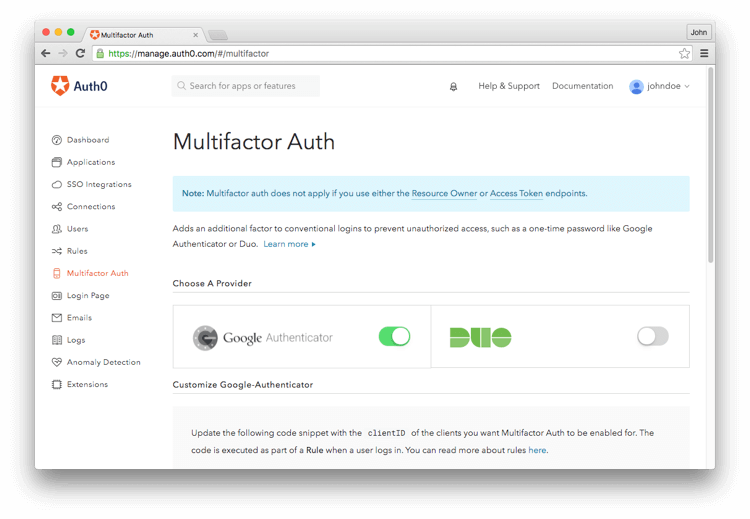 Multifactor Auth
John
https://manage.auth0.com/#/multifactor
Auth0
Search for apps or features
Help & Support
Documentation
johndoe
Dashboard
Applications
SSO Integrations
Connections
Users
Rules
Multifactor Auth
Login Page
Emails
Logs
Anomaly Detection
Extensions
Multifactor Auth
Note: Multifactor auth does not apply if you use either the Resource Owner or Access Token endpoints.
Adds an additional factor to conventional logins to prevent unauthorized access, such as a one-time password like Google
Authenticator or Duo. Learn more
Choose A Provider
Google Authenticator
DUO
Customize Google-Authenticator
Update the following code snippet with the clientID of the clients you want Multifactor Auth to be enabled for. The
code is executed as part of a Rule when a user logs in. You can read more about rules here.